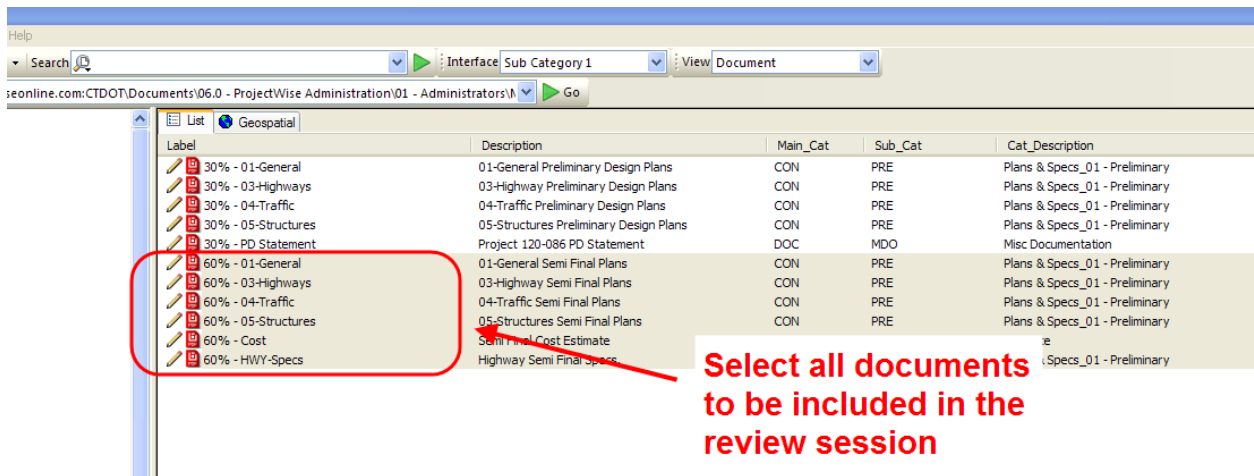 Help
Search Interface Sub Category 1 View Document
seonline.com:CTDOT\Documents\06.0 - ProjectWise Administration\01 - Administrators\ Go
List Geospatial
Label Description Main_Cat Sub_Cat Cat_Description
30% - 01-General 01-General Preliminary Design Plans CON PRE Plans & Specs_01 - Preliminary
30% - 03-Highways 03-Highway Preliminary Design Plans CON PRE Plans & Specs_01 - Preliminary
30% - 04-Traffic 04-Traffic Preliminary Design Plans CON PRE Plans & Specs_01 - Preliminary
30% - 05-Structures 05-Structures Preliminary Design Plans CON PRE Plans & Specs_01 - Preliminary
30% - PD Statement Project 120-086 PD Statement DOC MDO Misc Documentation
60% - 01-General 01-General Semi Final Plans CON PRE Plans & Specs_01 - Preliminary
60% - 03-Highways 03-Highway Semi Final Plans CON PRE Plans & Specs_01 - Preliminary
60% - 04-Traffic 04-Traffic Semi Final Plans CON PRE Plans & Specs_01 - Preliminary
60% - 05-Structures 05-Structures Semi Final Plans CON PRE Plans & Specs_01 - Preliminary
60% - Cost Semi Final Cost Estimate
60% - HWY-Specs Highway Semi Final Specs Specs_01 - Preliminary
Select all documents
to be included in the
review session